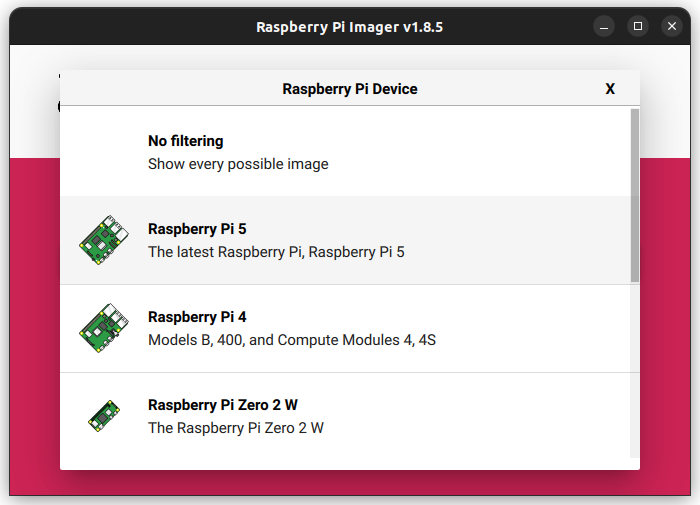 Raspberry Pi Imager v1.8.5
Raspberry Pi Device
X
No filtering
Show every possible image
Raspberry Pi 5
The latest Raspberry Pi, Raspberry Pi 5
Raspberry Pi 4
Models B, 400, and Compute Modules 4, 4S
Raspberry Pi Zero 2 W
The Raspberry Pi Zero 2 W